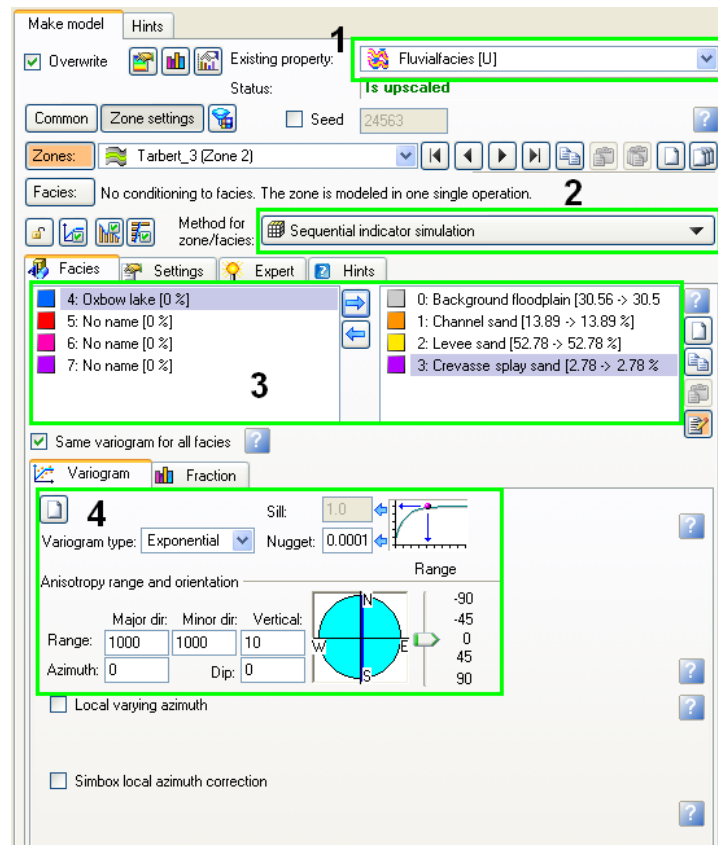 Make model Hints
1
Overwrite Existing property: Fluvialfacies [U]
Status: Is upscaled
Common Zone settings Seed 24563 ?
Zones: Tarbert_3 (Zone 2)
Facies: No conditioning to facies. The zone is modeled in one single operation. 2
Method for zone/facies: Sequential indicator simulation
Facies Settings Expert ? Hints
4: Oxbow lake [0 %]
5: No name [0 %]
6: No name [0 %]
7: No name [0 %]
3
0: Background floodplain [30.56 -> 30.5
1: Channel sand [13.89 -> 13.89 %]
2: Levee sand [52.78 -> 52.78 %]
3: Crevasse splay sand [2.78 -> 2.78 %
?
Same variogram for all facies ?
Variogram Fraction
4 Sill: 1.0
Variogram type: Exponential Nugget: 0.0001 ?
Range
Anisotropy range and orientation
Major dir: Minor dir: Vertical:
Range: 1000 1000 10
Azimuth: 0 Dip: 0
N
W E
S
-90
-45
0
45
90
?
Local varying azimuth ?
Simbox local azimuth correction
?